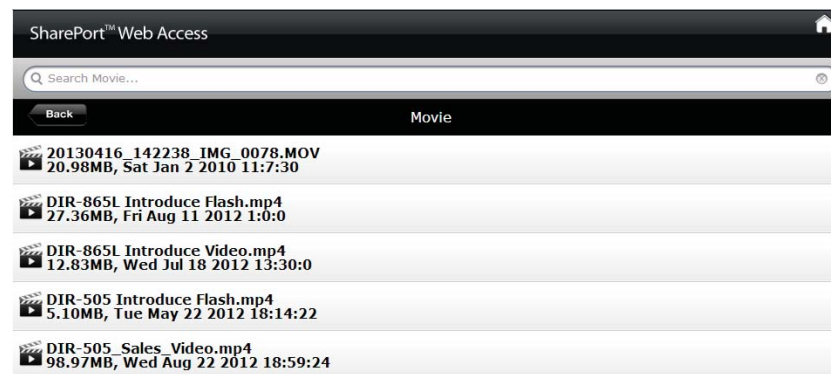 SharePort™ Web Access
Search Movie...
Back
Movie
20130416_142238_IMG_0078.MOV
20.98MB, Sat Jan 2 2010 11:7:30
DIR-865L Introduce Flash.mp4
27.36MB, Fri Aug 11 2012 1:0:0
DIR-865L Introduce Video.mp4
12.83MB, Wed Jul 18 2012 13:30:0
DIR-505 Introduce Flash.mp4
5.10MB, Tue May 22 2012 18:14:22
DIR-505_Sales_Video.mp4
98.97MB, Wed Aug 22 2012 18:59:24